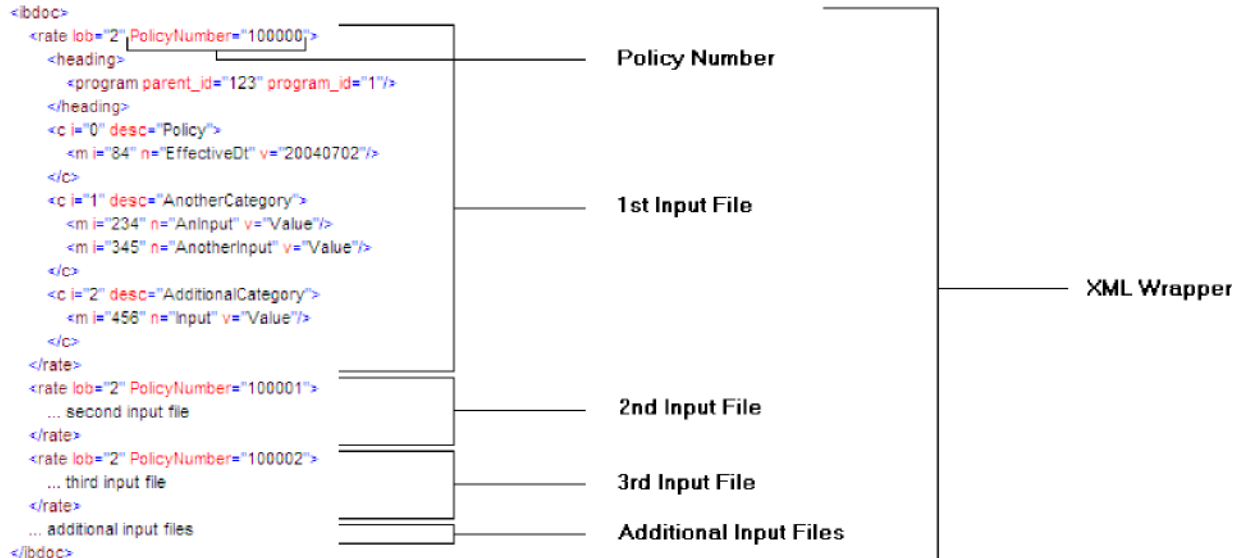 <ibdoc>
<rate lob="2" PolicyNumber="100000">
<heading>
<program parent_id="123" program_id="1"/>
</heading>
<c i="0" desc="Policy">
<m i="84" n="EffectiveDt" v="20040702"/>
</c>
<c i="1" desc="AnotherCategory">
<m i="234" n="AnInput" v="Value"/>
<m i="345" n="AnotherInput" v="Value"/>
</c>
<c i="2" desc="AdditionalCategory">
<m i="456" n="Input" v="Value"/>
</c>
</rate>
<rate lob="2" PolicyNumber="100001">
... second input file
</rate>
<rate lob="2" PolicyNumber="100002">
... third input file
</rate>
... additional input files
</ibdoc>
Policy Number
1st Input File
2nd Input File
3rd Input File
Additional Input Files
XML Wrapper